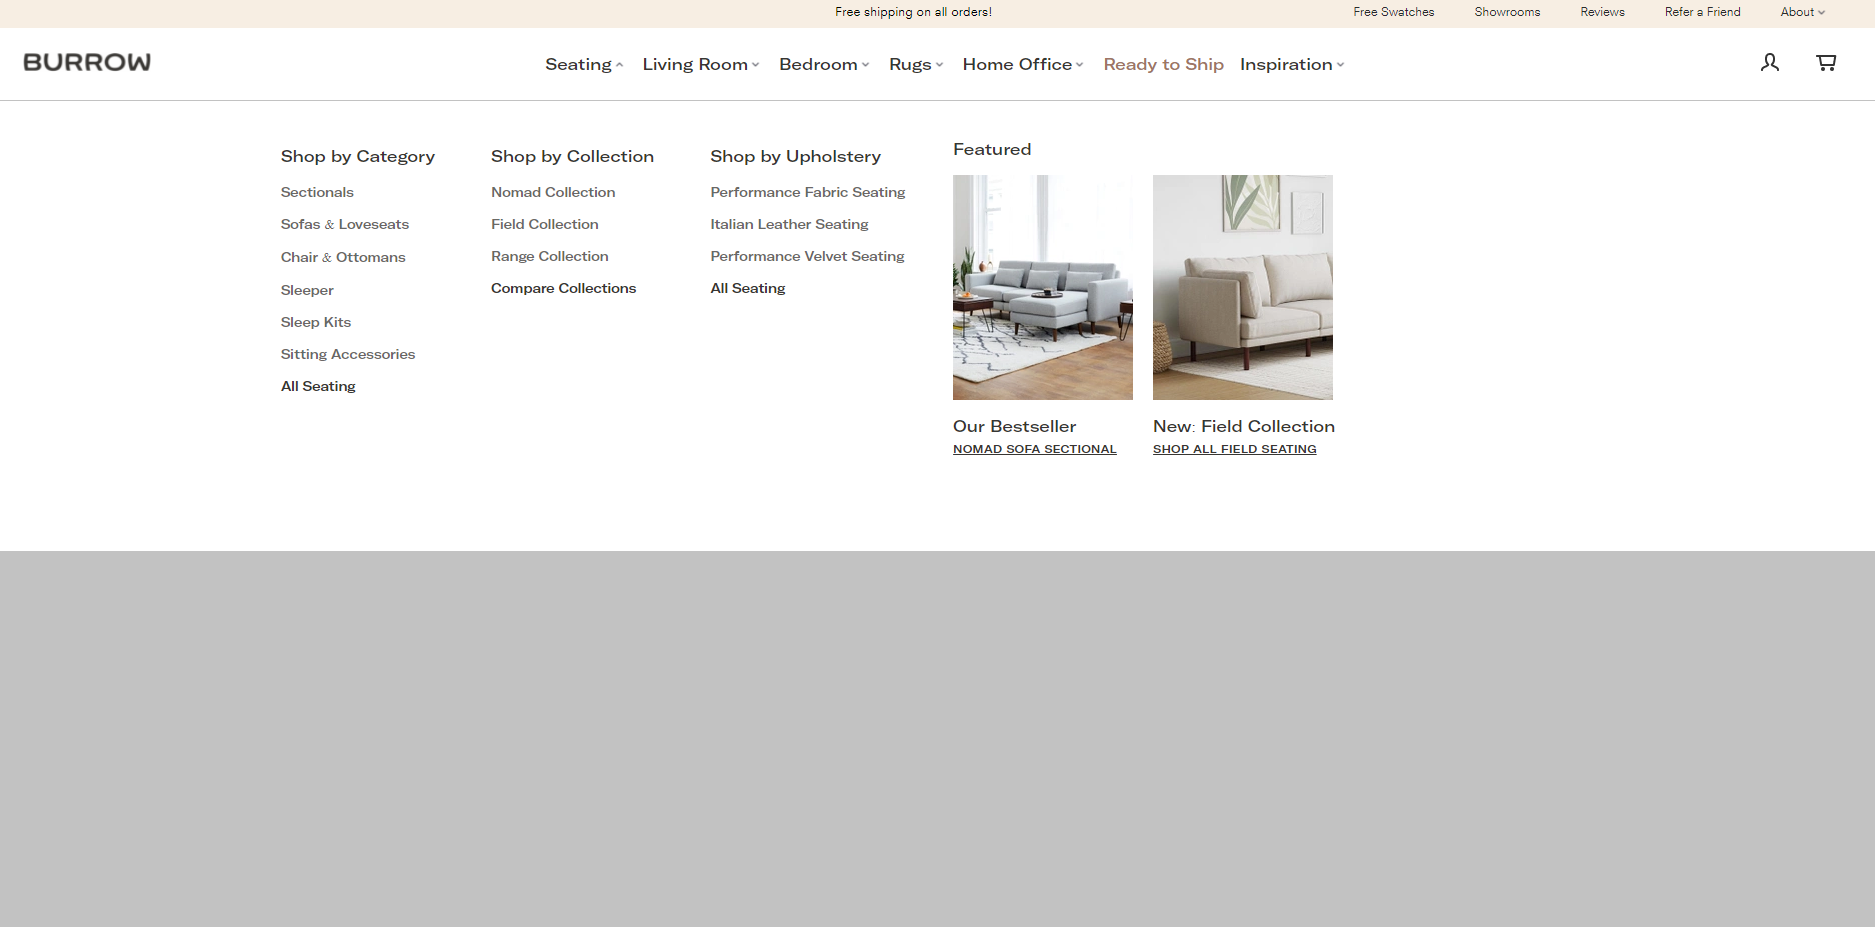 Free shipping on all orders!
Free Swatches
Showrooms
Reviews
Refer a Friend
About
BURROW
Seating
Living Room
Bedroom
Rugs
Home Office
Ready to Ship
Inspiration
Shop by Category
Sectionals
Sofas & Loveseats
Chair & Ottomans
Sleeper
Sleep Kits
Sitting Accessories
All Seating
Shop by Collection
Nomad Collection
Field Collection
Range Collection
Compare Collections
Shop by Upholstery
Performance Fabric Seating
Italian Leather Seating
Performance Velvet Seating
All Seating
Featured
Our Bestseller
NOMAD SOFA SECTIONAL
New: Field Collection
SHOP ALL FIELD SEATING